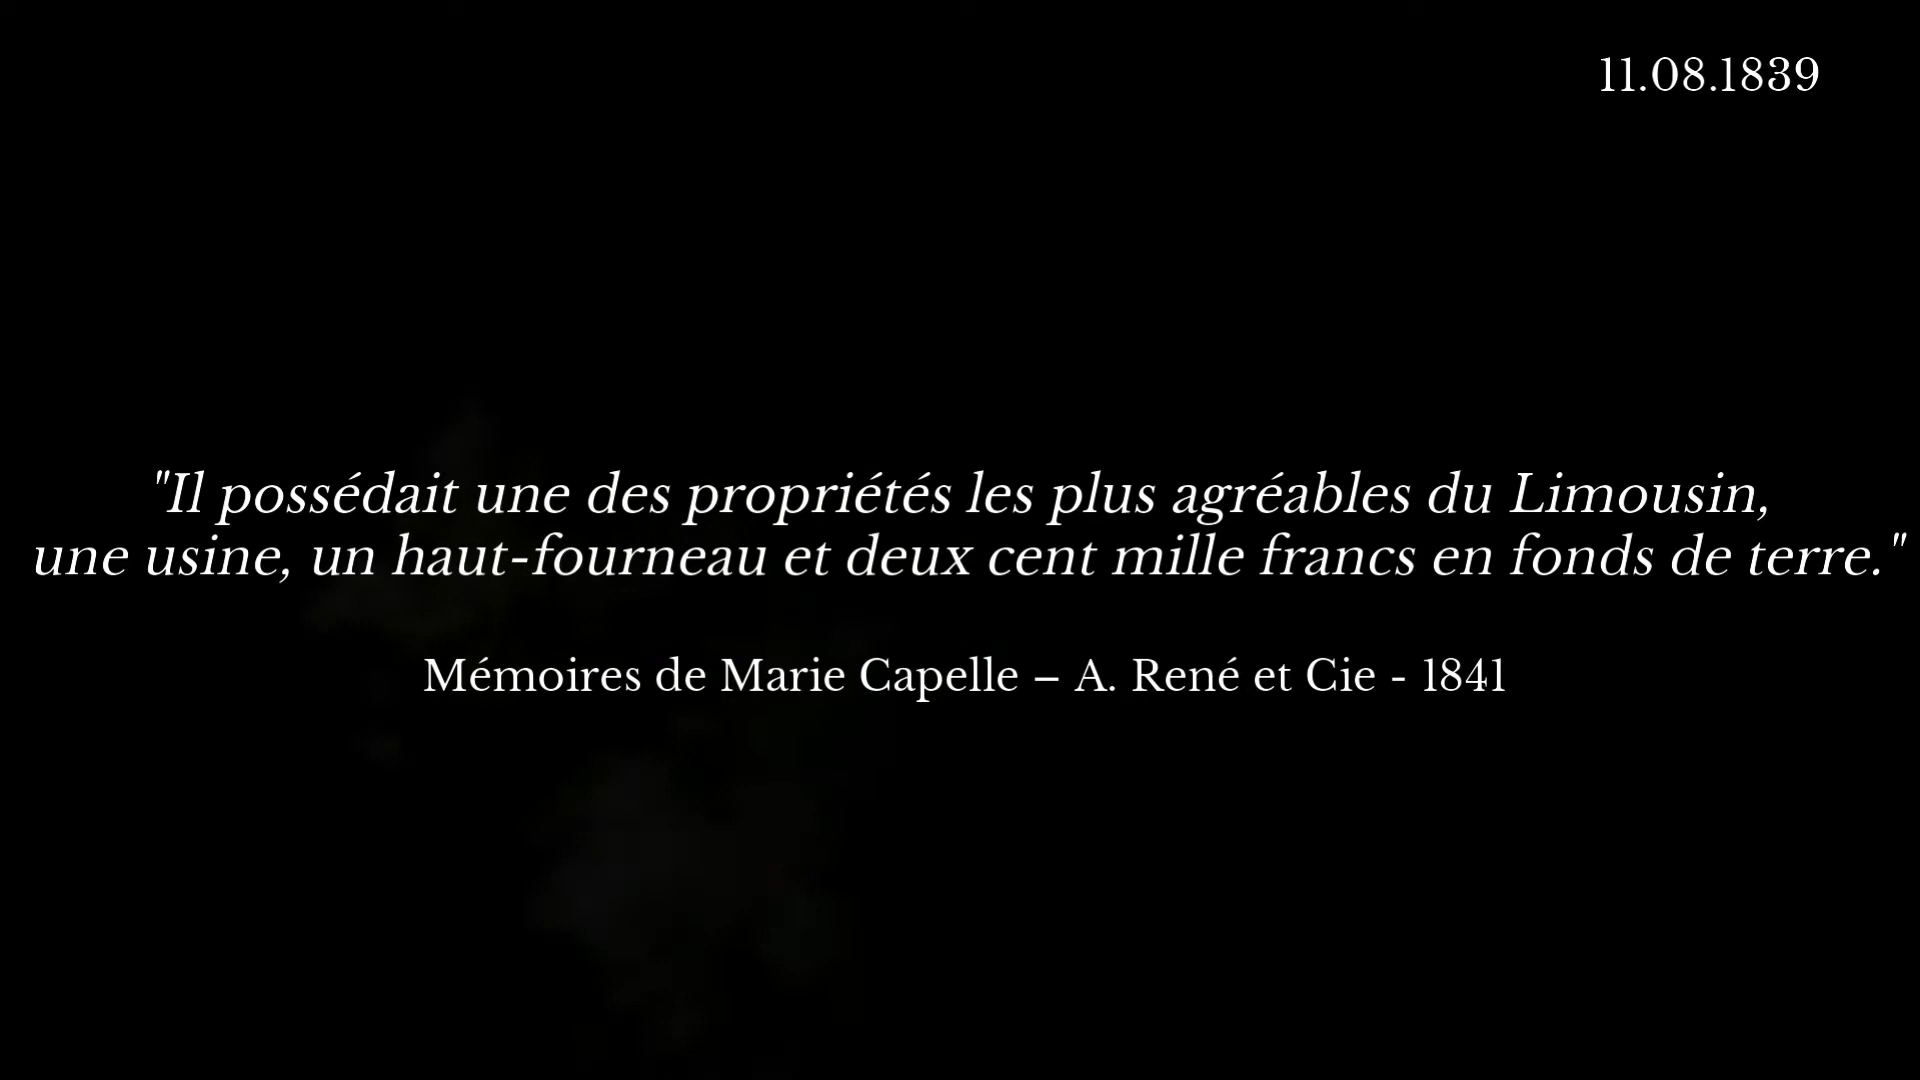 11.08.1839
"Il possédait une des propriétés les plus agréables du Limousin,
une usine, un haut-fourneau et deux cent mille francs en fonds de terre."
Mémoires de Marie Capelle – A. René et Cie - 1841